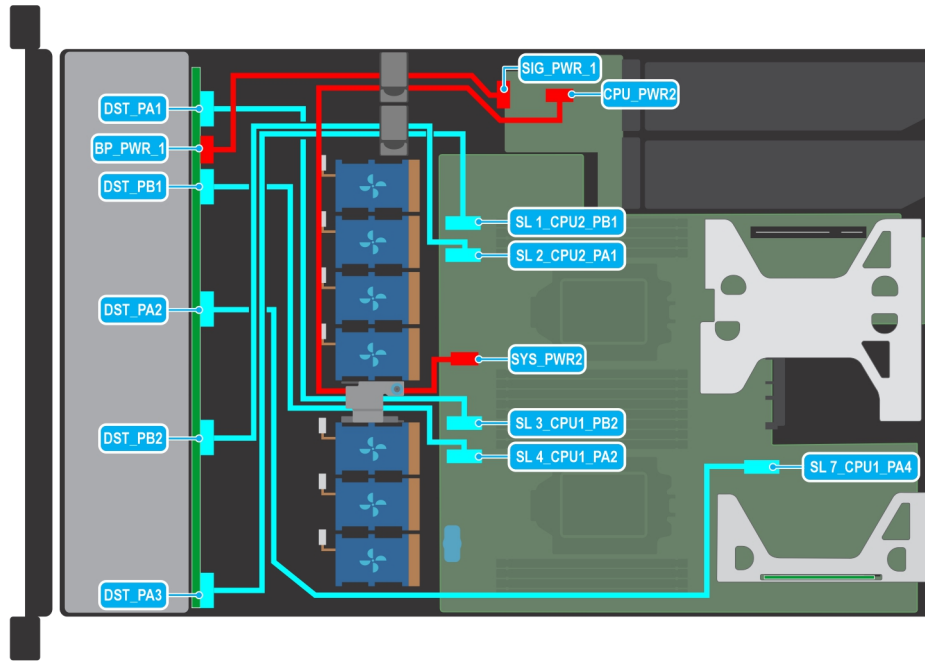 SIG_PWR_1
CPU_PWR2
DST_PA1
BP_PWR_1
DST_PB1
SL 1_CPU2_PB1
SL 2_CPU2_PA1
DST_PA2
SYS_PWR2
SL 3_CPU1_PB2
DST_PB2
SL 4_CPU1_PA2
SL 7_CPU1_PA4
DST_PA3